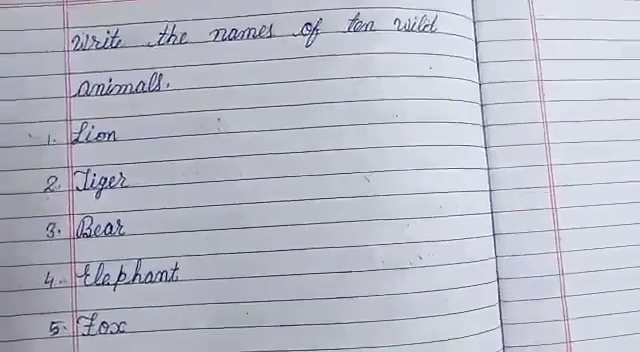 Write the names of ten wild
animals.
1. Lion
2. Tiger
3. Bear
4. Elephant
5. Fox